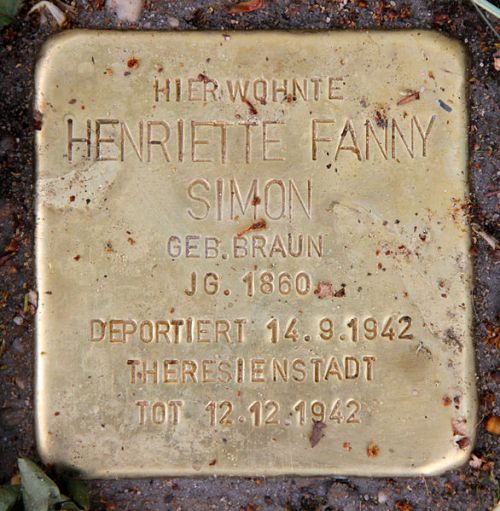 HIER WOHNTE
HENRIETTE FANNY
SIMON
GEB. BRAUN
JG. 1860
DEPORTIERT 14.9.1942
THERESIENSTADT
TOT 12.12.1942